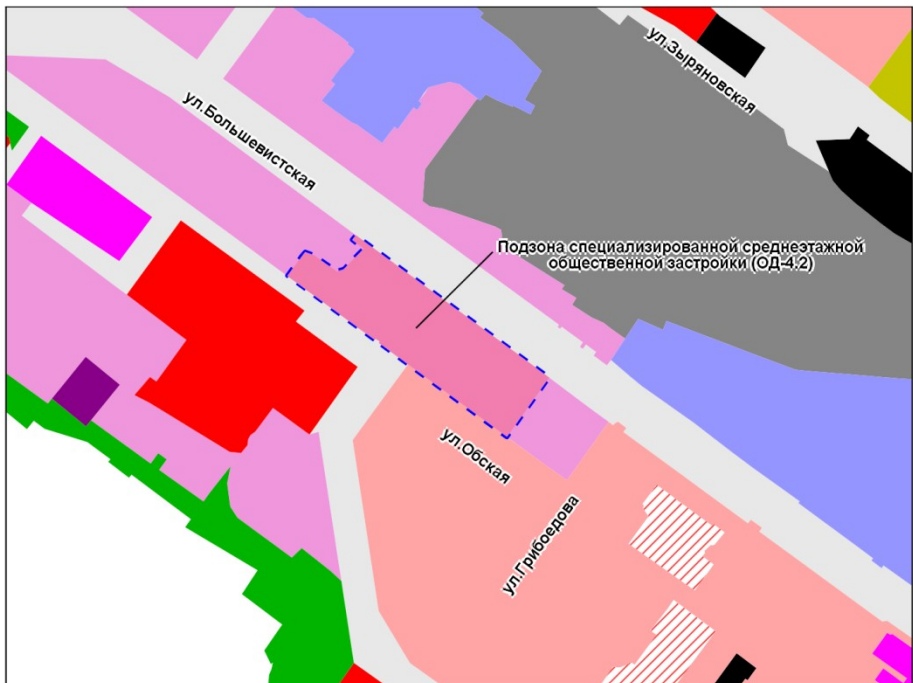 ул.Зыряновская
ул.Большевистская
Подзона специализированной среднеэтажной
общественной застройки (ОД-4.2)
ул.Обская
ул.Грибоедова